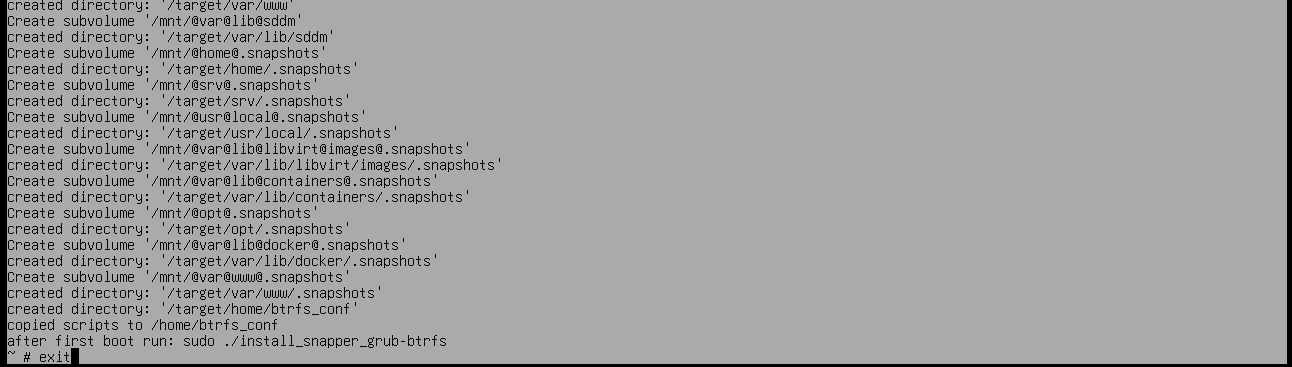 created directory: '/target/var/www'
Create subvolume '/mnt/@var@lib@sddm'
created directory: '/target/var/lib/sddm'
Create subvolume '/mnt/@home@.snapshots'
created directory: '/target/home/.snapshots'
Create subvolume '/mnt/@srv@.snapshots'
created directory: '/target/srv/.snapshots'
Create subvolume '/mnt/@usr@local@.snapshots'
created directory: '/target/usr/local/.snapshots'
Create subvolume '/mnt/@var@lib@libvirt@images@.snapshots'
created directory: '/target/var/lib/libvirt/images/.snapshots'
Create subvolume '/mnt/@var@lib@containers@.snapshots'
created directory: '/target/var/lib/containers/.snapshots'
Create subvolume '/mnt/@opt@.snapshots'
created directory: '/target/opt/.snapshots'
Create subvolume '/mnt/@var@lib@docker@.snapshots'
created directory: '/target/var/lib/docker/.snapshots'
Create subvolume '/mnt/@var@www@.snapshots'
created directory: '/target/var/www/.snapshots'
created directory: '/target/home/btrfs_conf'
copied scripts to /home/btrfs_conf
after first boot run: sudo ./install_snapper_grub-btrfs
~ # exit